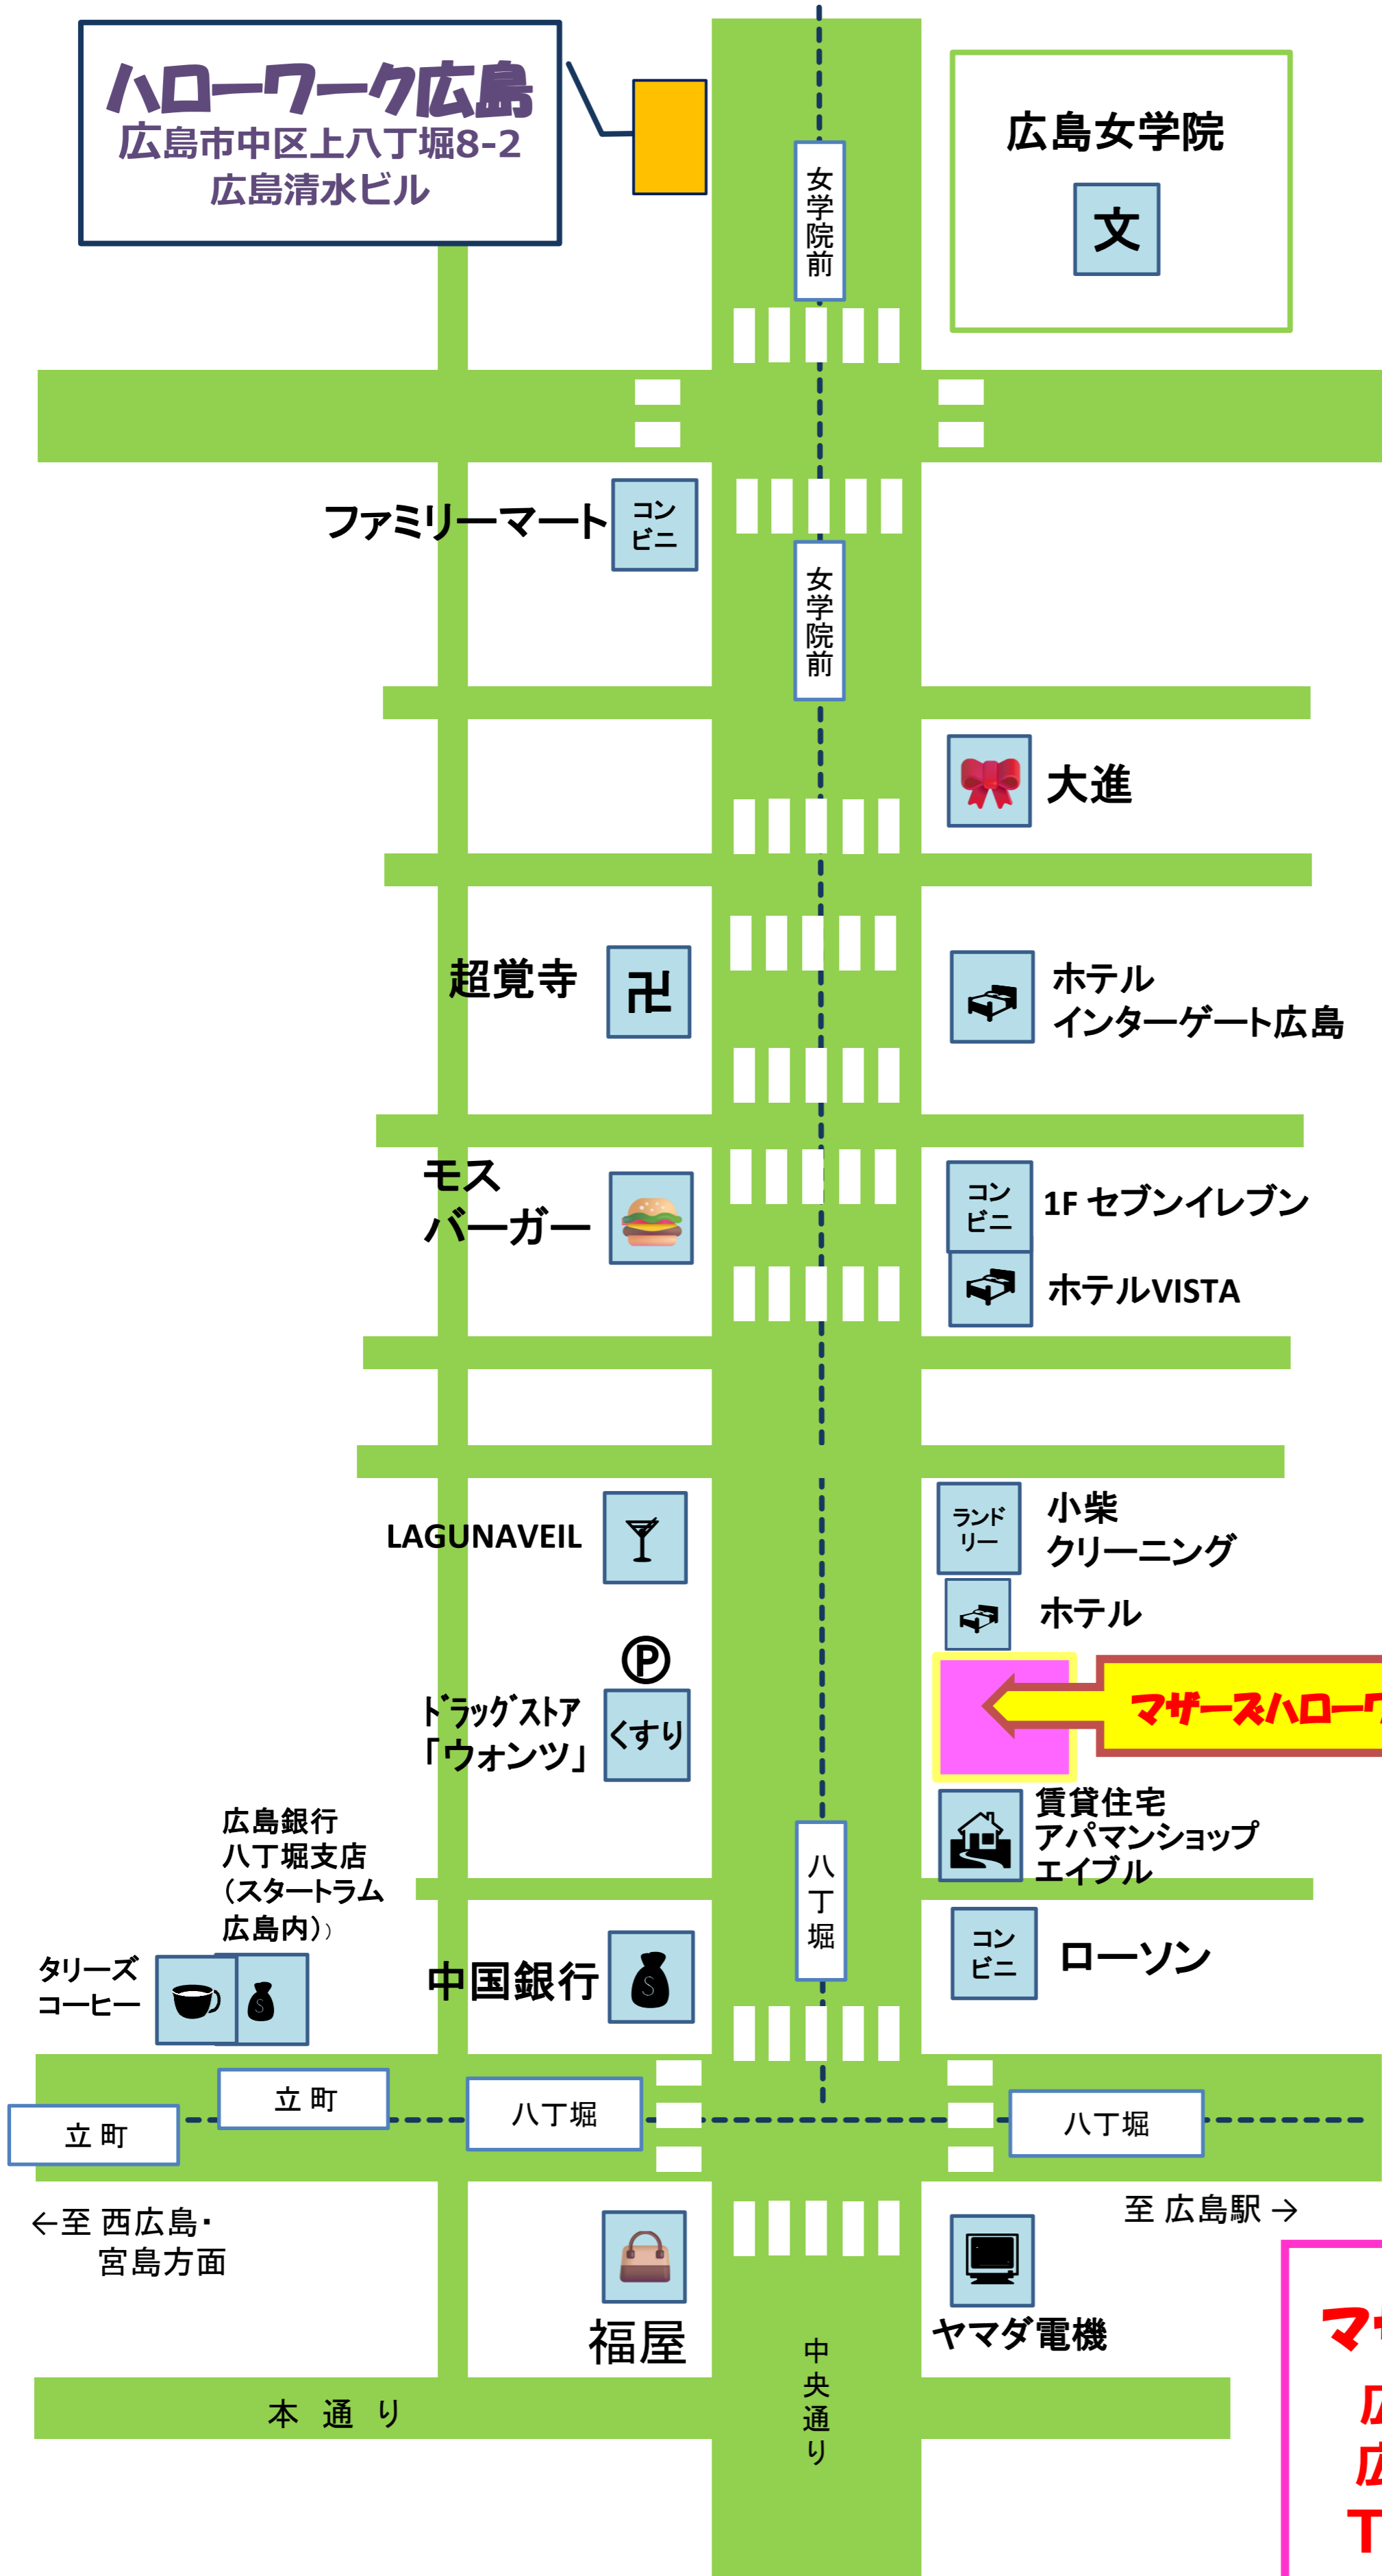 ハローワーク広島
広島市中区上八丁堀8-2
広島清水ビル
女学院前
広島女学院
文
ファミリーマート
コン
ビニ
女学院前
大進
超覚寺
卍
ホテル
インターゲート広島
モス
バーガー
コン
ビニ
1F セブンイレブン
ホテルVISTA
LAGUNAVEIL
ランド
リー
小柴
クリーニング
ホテル
P
ドラッグストア
「ウォンツ」
くすり
マザーズハローワ
賃貸住宅
アパマンショップ
エイブル
広島銀行
八丁堀支店
(スタートラム
広島内))
八丁堀
タリーズ
コーヒー
中国銀行
コン
ビニ
ローソン
立 町
立 町
八丁堀
八丁堀
←至 西広島・
宮島方面
至 広島駅→
福屋
ヤマダ電機
中央通り
本 通 り
マ
広
広
T